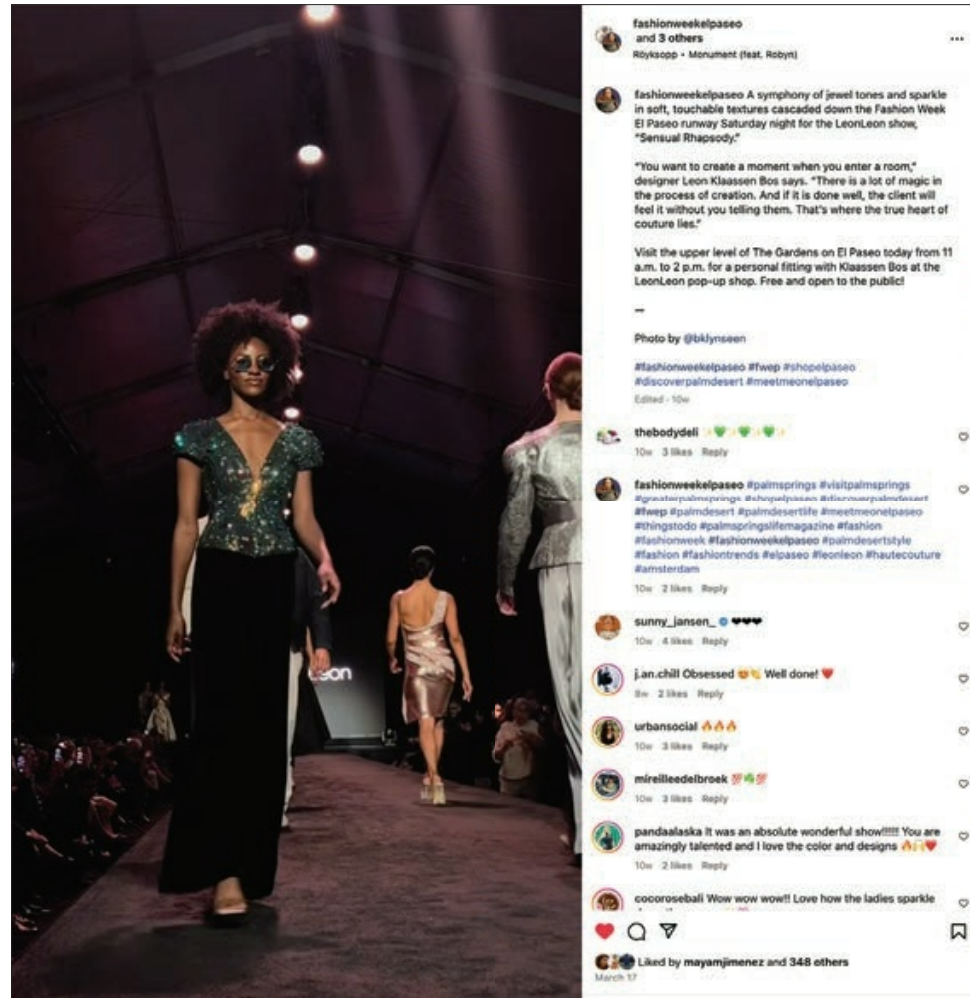 fashionweekelpaseo
and 3 others
Röyksopp • Monument (feat. Robyn)
fashionweekelpaseo A symphony of jewel tones and sparkle
in soft, touchable textures cascaded down the Fashion Week
El Paseo runway Saturday night for the LeonLeon show,
“Sensual Rhapsody.”
“You want to create a moment when you enter a room,”
designer Leon Klaassen Bos says. “There is a lot of magic in
the process of creation. And if it is done well, the client will
feel it without you telling them. That's where the true heart of
couture lies.”
Visit the upper level of The Gardens on El Paseo today from 11
a.m. to 2 p.m. for a personal fitting with Klaassen Bos at the
LeonLeon pop-up shop. Free and open to the public!
—
Photo by @bklynseen
#fashionweekelpaseo #fwep #shopelpaseo
#discoverpalmdesert #meetmeonelpaseo
Edited · 10w
thebodydeli ✨💚✨💚✨💚✨
10w 3 likes Reply
fashionweekelpaseo #palmsprings #visitpalmsprings
#greaterpalmsprings #shopelpaseo #discoverpalmdesert
#fwep #palmdesert #palmdesertlife #meetmeonelpaseo
#thingstodo #palmspringslifemagazine #fashion
#fashionweek #fashionweekelpaseo #palmdesertstyle
#fashion #fashiontrends #elpaseo #leonleon #hautecouture
#amsterdam
10w 2 likes Reply
sunny_jansen_ ❤❤❤
10w 4 likes Reply
j.an.chill Obsessed 😍👏 Well done! ❤️
8w 2 likes Reply
urbansocial 🔥🔥🔥
10w 3 likes Reply
mireilleedelbroek 💯🍀💯
10w 3 likes Reply
pandaalaska It was an absolute wonderful show!!!!!! You are
amazingly talented and I love the color and designs 🔥🙌❤️
10w 2 likes Reply
cocorosebali Wow wow wow!! Love how the ladies sparkle
Liked by mayamjimenez and 348 others
March 17
eon